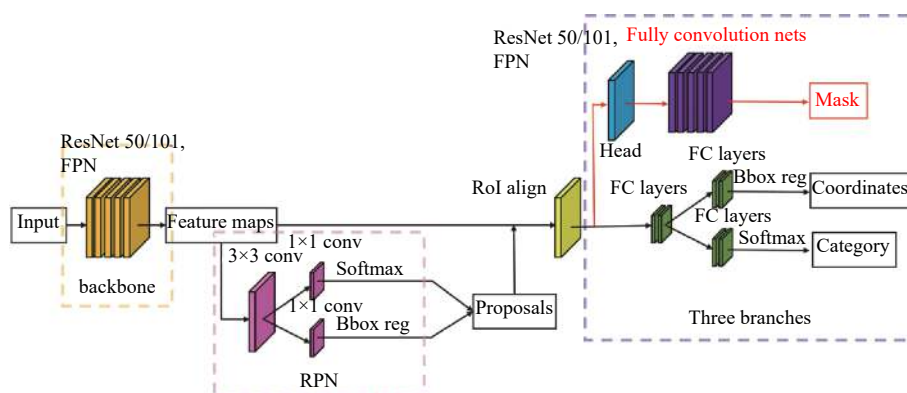 ResNet 50/101,
FPN
Input
backbone
Feature maps
3×3 conv
1×1 conv
Softmax
1×1 conv
Bbox reg
RPN
Proposals
RoI align
ResNet 50/101,
FPN
Fully convolution nets
Head
Mask
FC layers
FC layers
Bbox reg
Coordinates
FC layers
Softmax
Category
Three branches